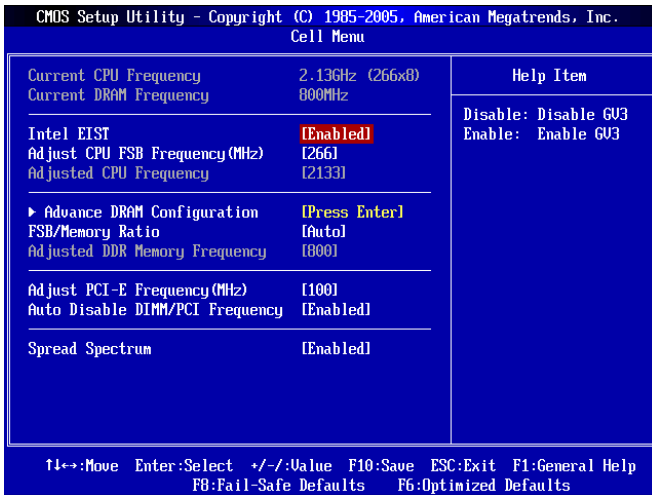 CMOS Setup Utility - Copyright (C) 1985-2005, American Megatrends, Inc.
Cell Menu
Current CPU Frequency 2.13GHz (266x8)
Current DRAM Frequency 800MHz
Help Item
Disable: Disable GV3
Enable: Enable GV3
Intel EIST [Enabled]
Adjust CPU FSB Frequency(MHz) [266]
Adjusted CPU Frequency [2133]
▶ Advance DRAM Configuration [Press Enter]
FSB/Memory Ratio [Auto]
Adjusted DDR Memory Frequency [800]
Adjust PCI-E Frequency(MHz) [100]
Auto Disable DIMM/PCI Frequency [Enabled]
Spread Spectrum [Enabled]
↑↓↔:Move Enter:Select +/-/:Value F10:Save ESC:Exit F1:General Help
F8:Fail-Safe Defaults F6:Optimized Defaults